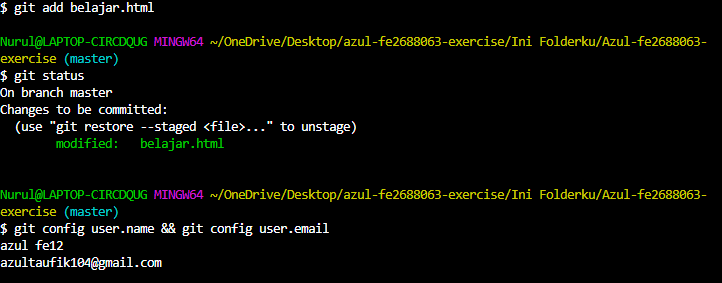 $ git add belajar.html
Nurul@LAPTOP-CIRCDQUG MINGW64 ~/OneDrive/Desktop/azul-fe2688063-exercise/Ini Folderku/Azul-fe2688063-
exercise (master)
$ git status
On branch master
Changes to be committed:
  (use "git restore --staged <file>..." to unstage)
        modified:   belajar.html
Nurul@LAPTOP-CIRCDQUG MINGW64 ~/OneDrive/Desktop/azul-fe2688063-exercise/Ini Folderku/Azul-fe2688063-
exercise (master)
$ git config user.name && git config user.email
azul fe12
azultaufik104@gmail.com